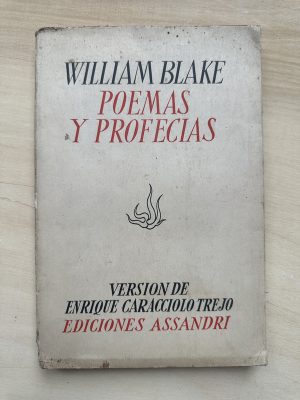 WILLIAM BLAKE
POEMAS
Y PROFECIAS
VERSION DE
ENRIQUE CARACCIOLO TREJO
EDICIONES ASSANDRI